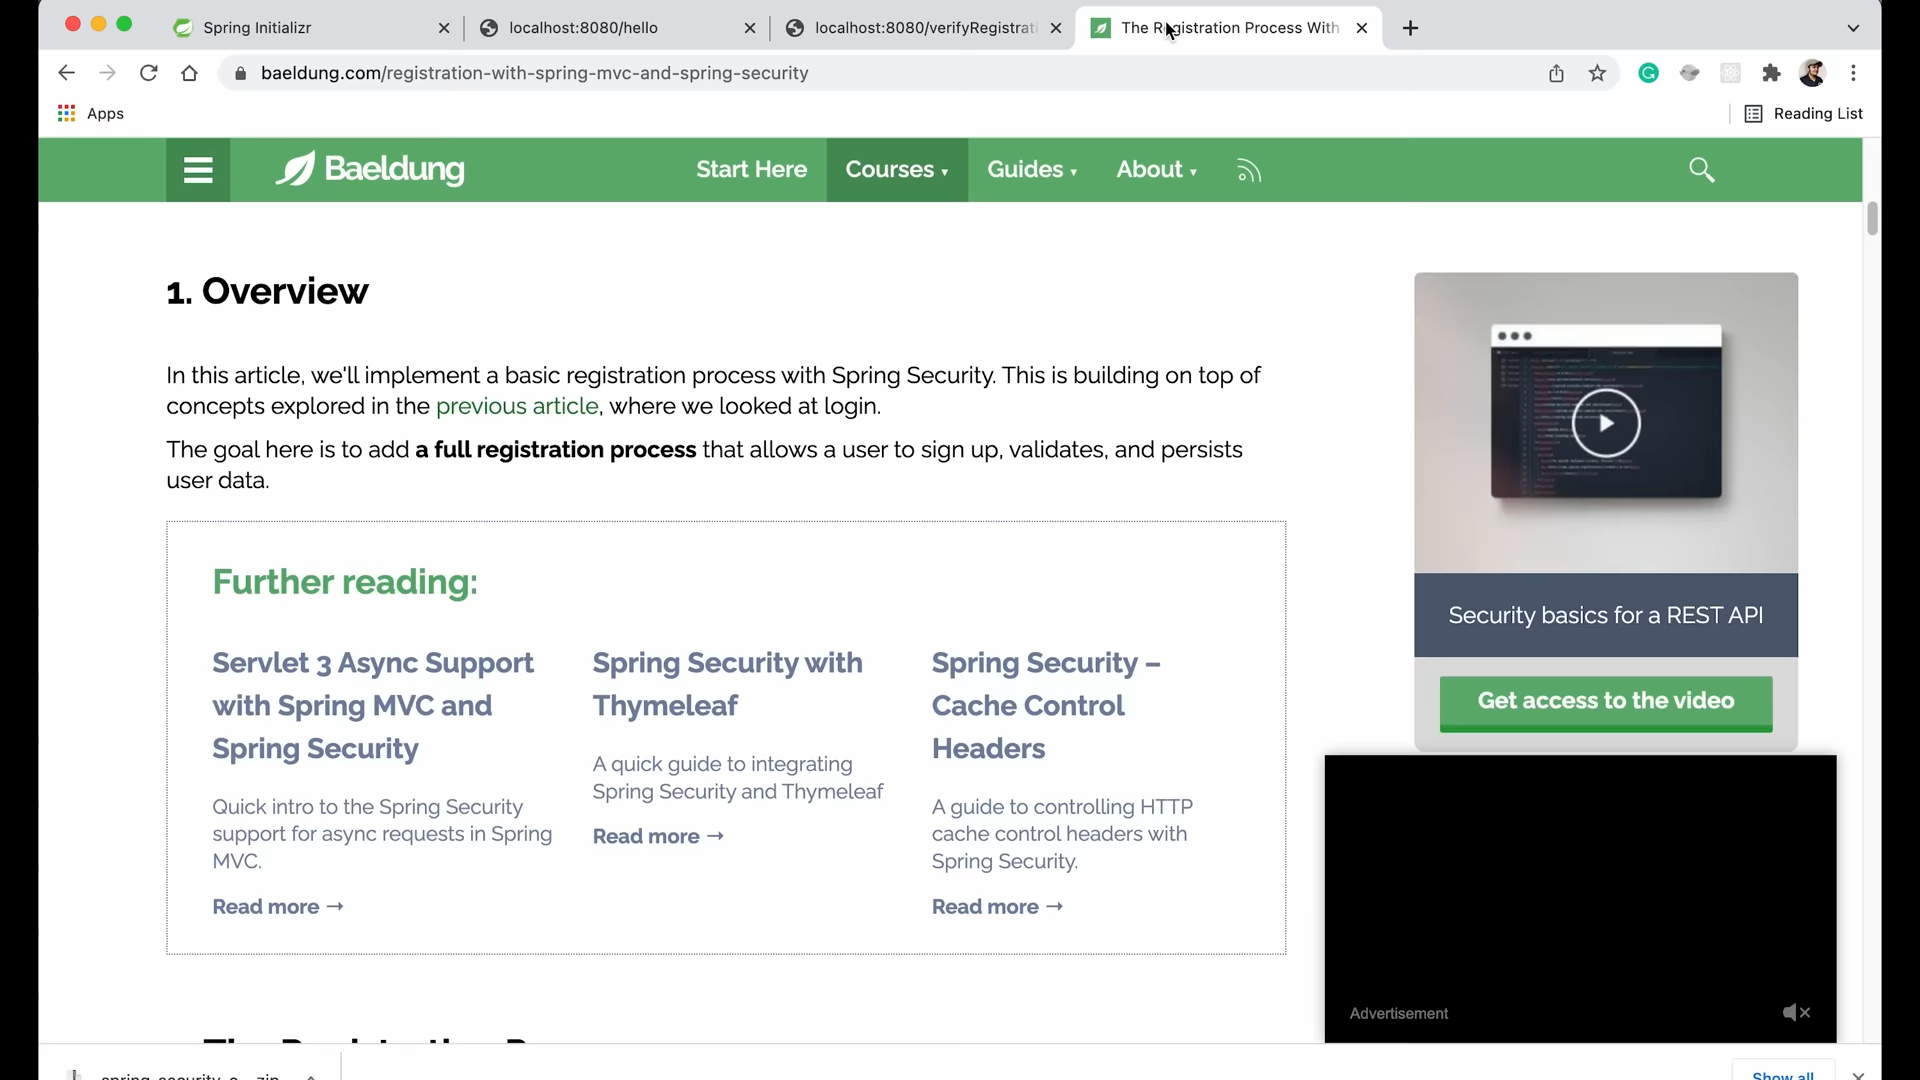 Spring Initializr
localhost:8080/hello
localhost:8080/verifyRegistrati
The Registration Process With
baeldung.com/registration-with-spring-mvc-and-spring-security
Apps
Reading List
Baeldung
Start Here
Courses ▾
Guides ▾
About ▾
1. Overview
In this article, we'll implement a basic registration process with Spring Security. This is building on top of
concepts explored in the previous article, where we looked at login.
The goal here is to add a full registration process that allows a user to sign up, validates, and persists
user data.
Further reading:
Servlet 3 Async Support
with Spring MVC and
Spring Security
Quick intro to the Spring Security
support for async requests in Spring
MVC.
Read more →
Spring Security with
Thymeleaf
A quick guide to integrating
Spring Security and Thymeleaf
Read more →
Spring Security –
Cache Control
Headers
A guide to controlling HTTP
cache control headers with
Spring Security.
Read more →
Security basics for a REST API
Get access to the video
Advertisement
Show all